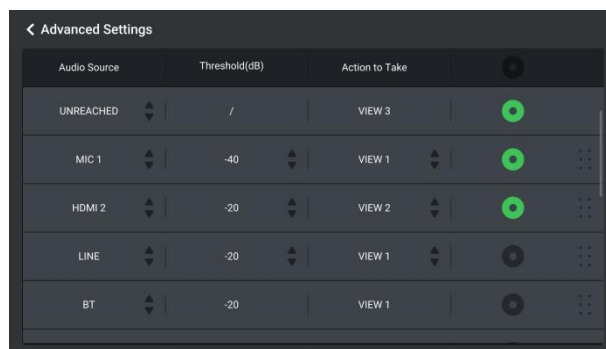 Advanced Settings
Audio Source Threshold(dB) Action to Take
UNREACHED / VIEW 3
MIC 1 -40 VIEW 1
HDMI 2 -20 VIEW 2
LINE -20 VIEW 1
BT -20 VIEW 1